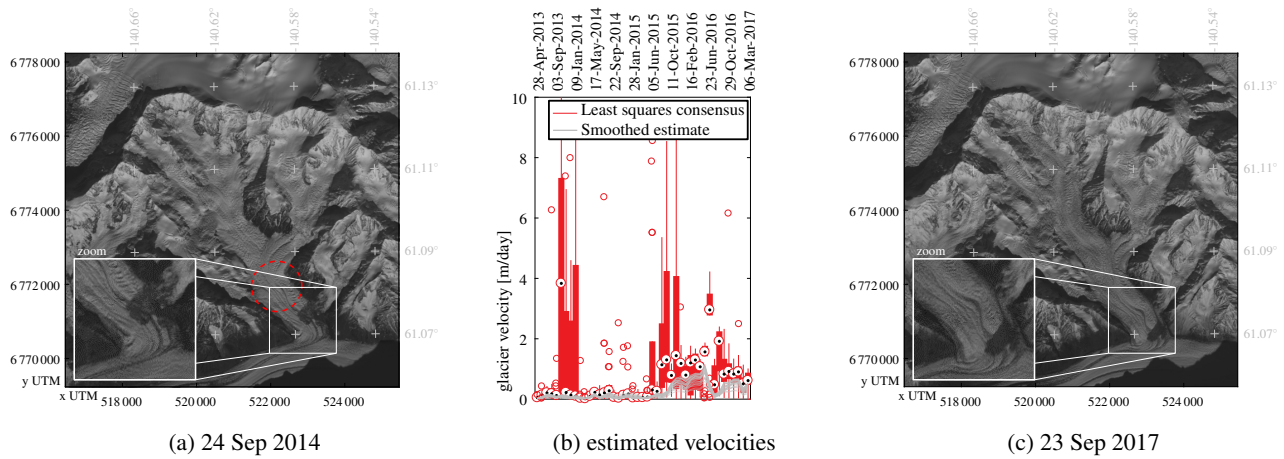 140.66°
140.62°
140.58°
140.54°
6 778 000
6 776 000
6 774 000
6 772 000
6 770 000
y UTM
x UTM
518 000
520 000
522 000
524 000
61.13°
61.11°
61.09°
61.07°
zoom
(a) 24 Sep 2014
28-Apr-2013
03-Sep-2013
09-Jan-2014
17-May-2014
22-Sep-2014
28-Jan-2015
05-Jun-2015
11-Oct-2015
16-Feb-2016
23-Jun-2016
29-Oct-2016
06-Mar-2017
10
8
6
4
2
0
glacier velocity [m/day]
Least squares consensus
Smoothed estimate
(b) estimated velocities
140.66°
140.62°
140.58°
140.54°
6 778 000
6 776 000
6 774 000
6 772 000
6 770 000
y UTM
x UTM
518 000
520 000
522 000
524 000
61.13°
61.11°
61.09°
61.07°
zoom
(c) 23 Sep 2017